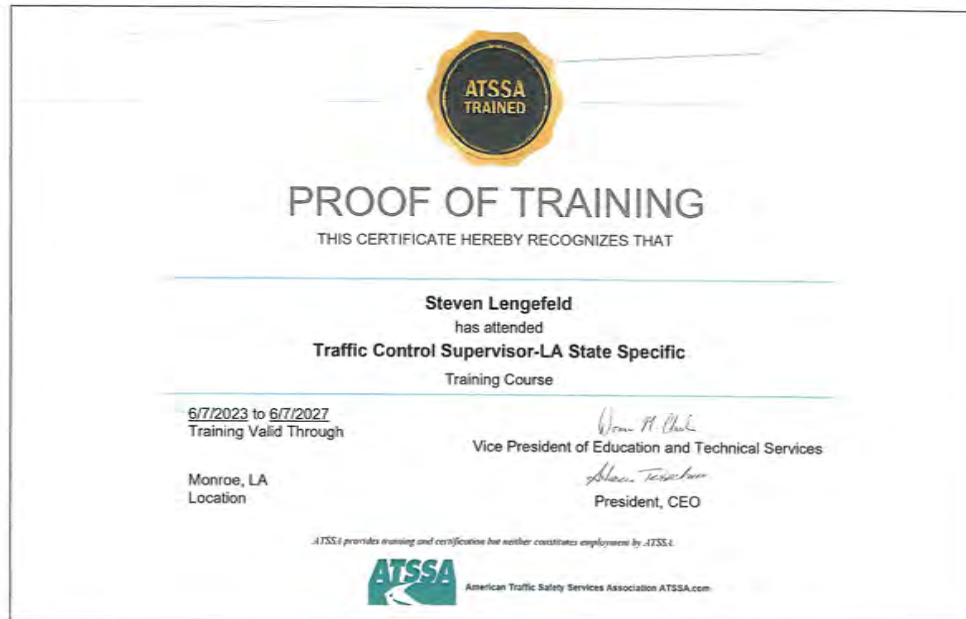 ATSSA
TRAINED
PROOF OF TRAINING
THIS CERTIFICATE HEREBY RECOGNIZES THAT
Steven Lengefeld
has attended
Traffic Control Supervisor-LA State Specific
Training Course
6/7/2023 to 6/7/2027
Training Valid Through
Vice President of Education and Technical Services
Monroe, LA
Location
President, CEO
ATSSA provides training and certification but neither constitutes employment by ATSSA.
ATSSA
American Traffic Safety Services Association ATSSA.com